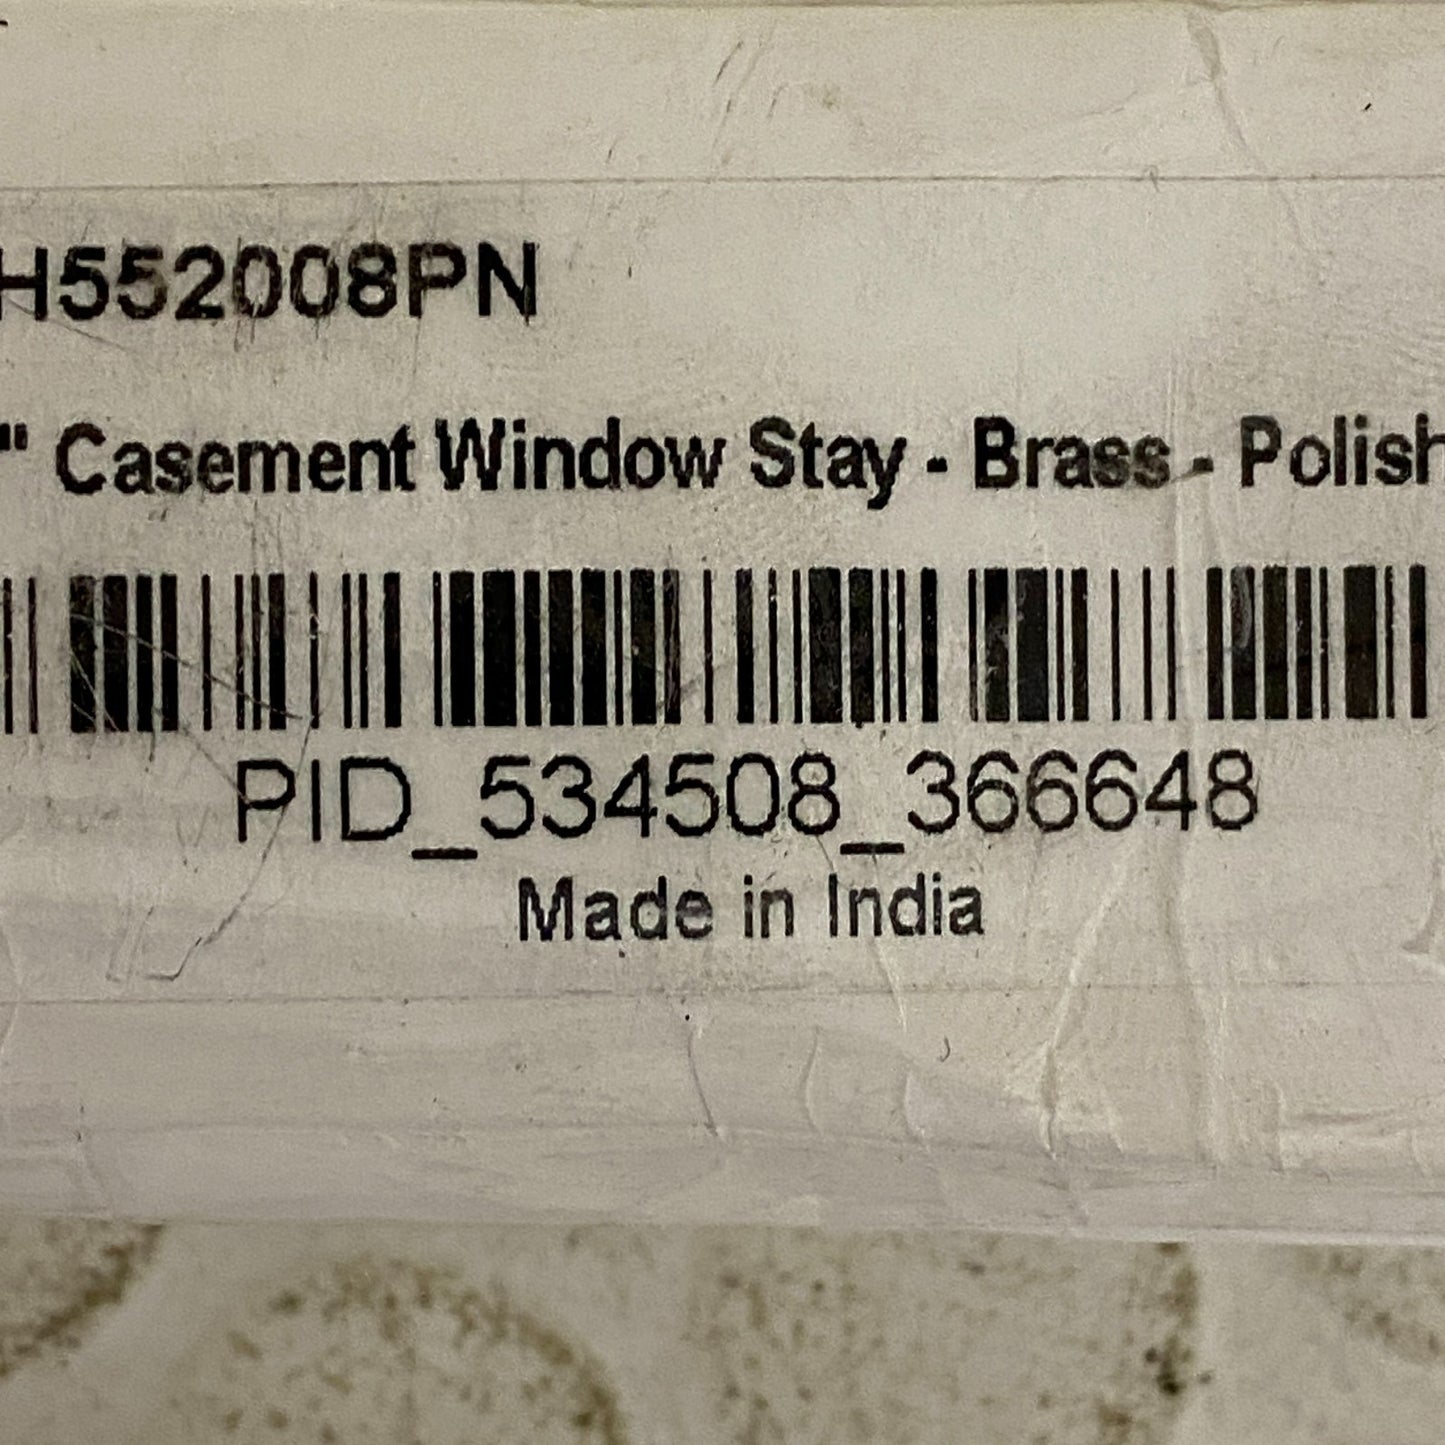 H552008PN
" Casement Window Stay - Brass - Polish
PID_534508_366648
Made in India